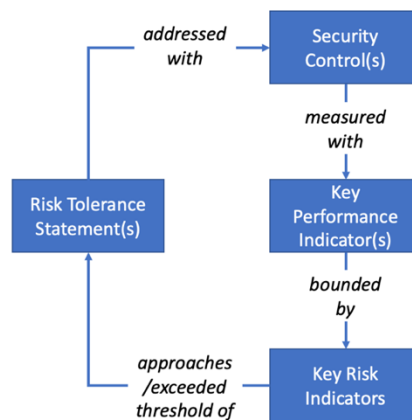 addressed
with
Security
Control(s)
measured
with
Risk Tolerance
Statement(s)
Key
Performance
Indicator(s)
bounded
by
approaches
/exceeded
threshold of
Key Risk
Indicators